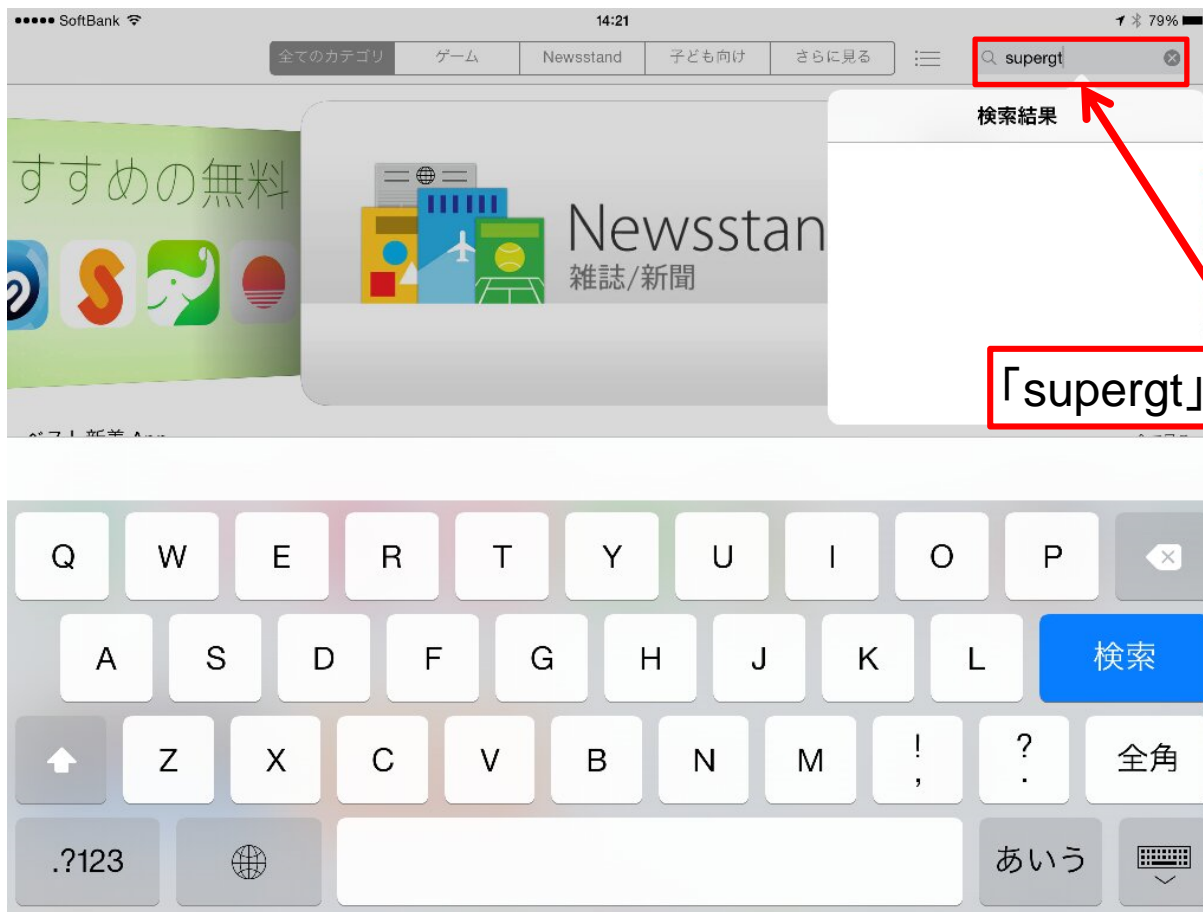 SoftBank 14:21 79%
全てのカテゴリ ゲーム Newsstand 子ども向け さらに見る supergt
検索結果
すすめの無料
Newsstan
雑誌/新聞
「supergt」
Q W E R T Y U I O P
A S D F G H J K L 検索
Z X C V B N M ! , ? . 全角
.?123 あいう